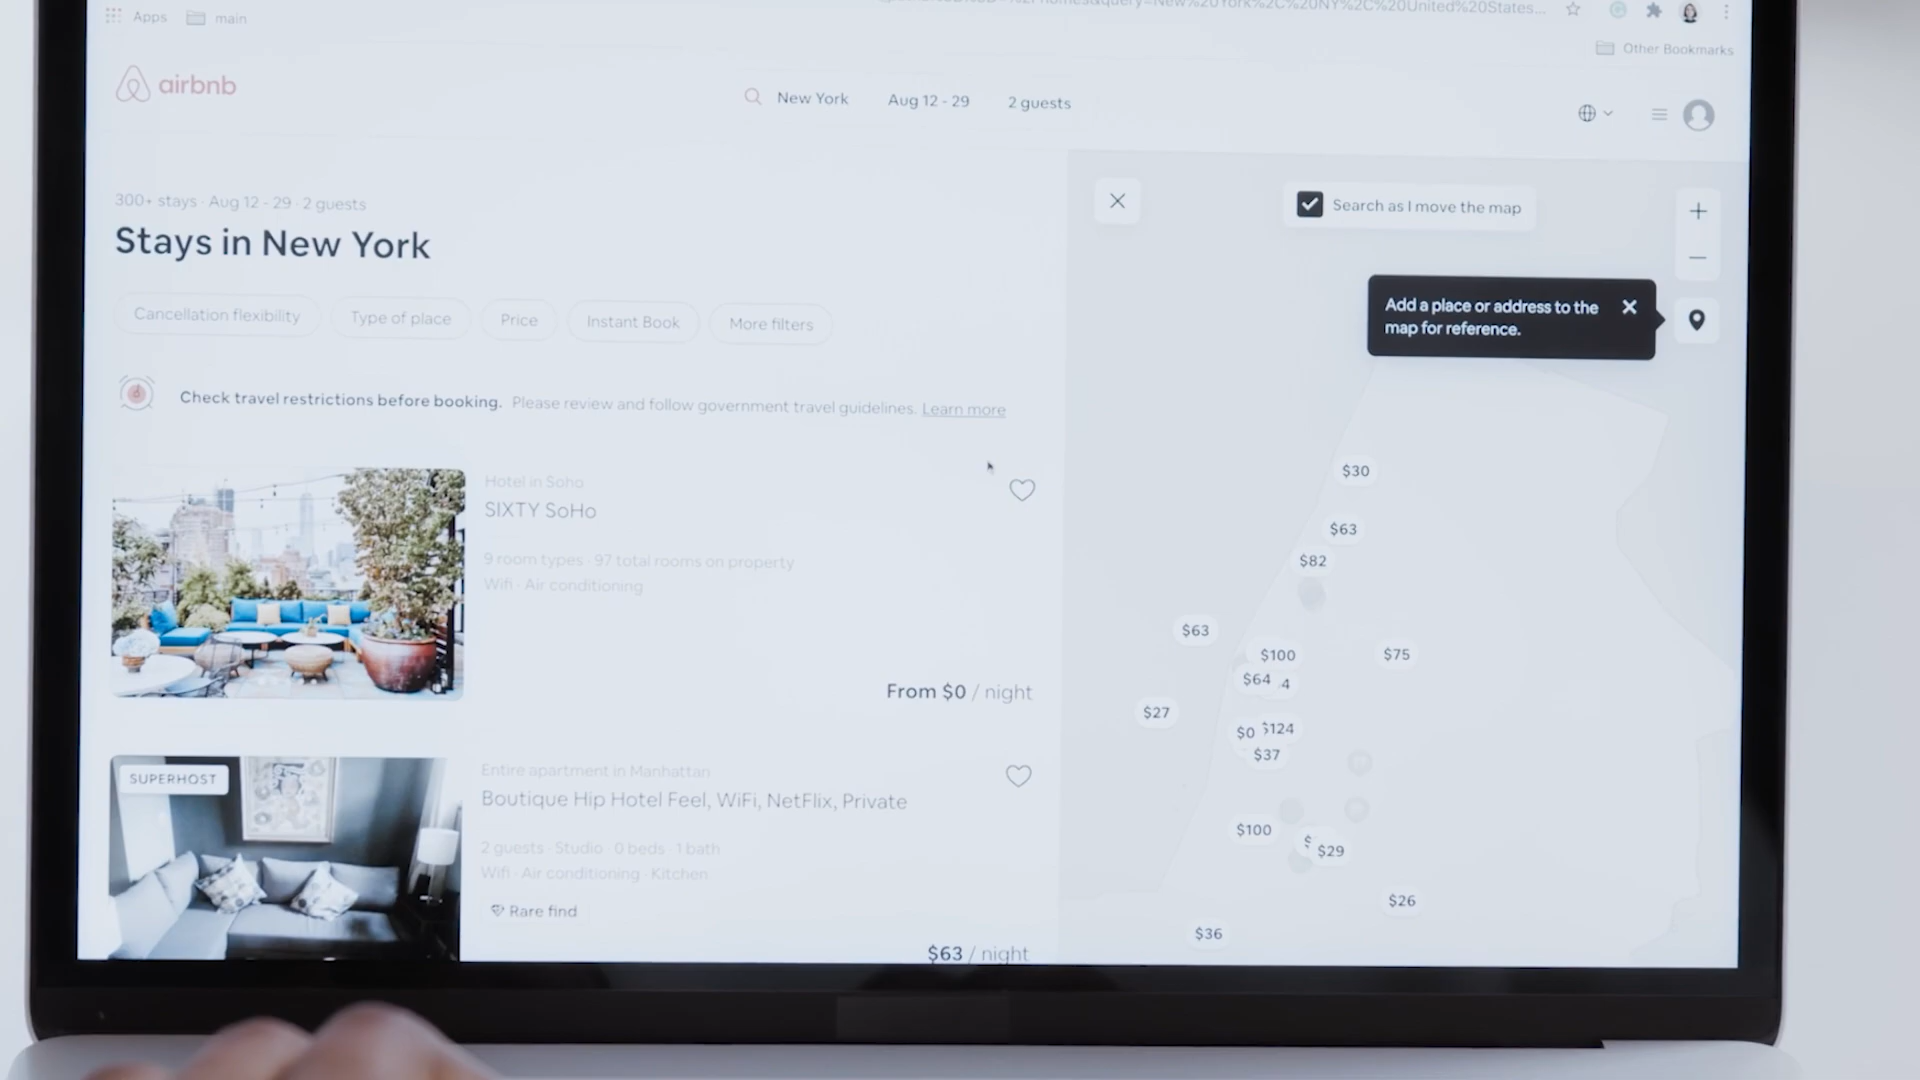 Apps main
Other Bookmarks
airbnb
New York Aug 12 - 29 2 guests
300+ stays · Aug 12 - 29 · 2 guests
Stays in New York
Cancellation flexibility Type of place Price Instant Book More filters
Check travel restrictions before booking. Please review and follow government travel guidelines. Learn more
Hotel in Soho
SIXTY SoHo
9 room types · 97 total rooms on property
Wifi · Air conditioning
From $0 / night
SUPERHOST
Entire apartment in Manhattan
Boutique Hip Hotel Feel, WiFi, NetFlix, Private
2 guests · Studio · 0 beds · 1 bath
Wifi · Air conditioning · Kitchen
Rare find
$63 / night
Search as I move the map
Add a place or address to the
map for reference.
$30
$63
$82
$63
$100
$75
$64
$27
$0 $124
$37
$100
$29
$26
$36